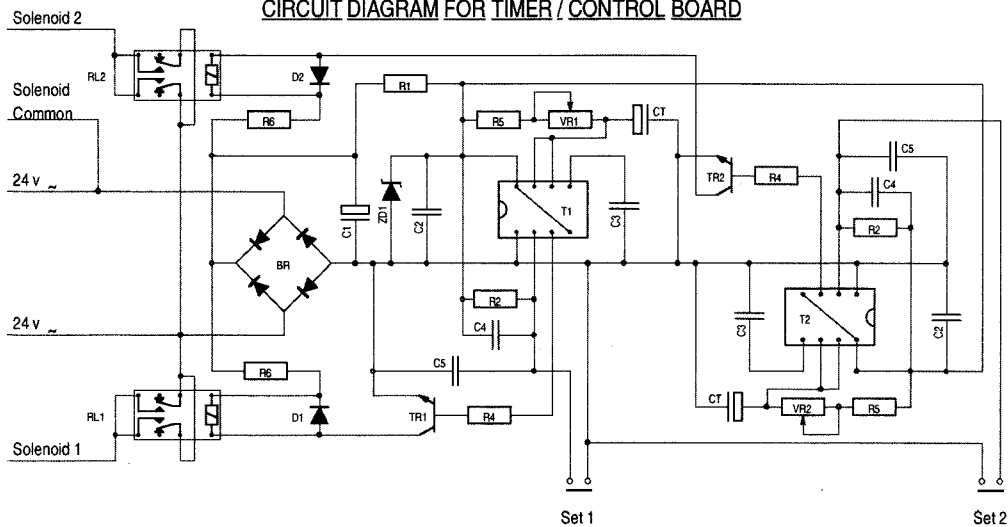 CIRCUIT DIAGRAM FOR TIMER / CONTROL BOARD
Solenoid 2
RL2
D2
R1
Solenoid
Common
R6
R5
VR1
CT
C5
24 v ~
ZD1
C2
C1
T1
C3
TR2
R4
C4
R2
BR
R2
C3
T2
C2
24 v ~
C4
R6
C5
CT
VR2
R5
RL1
D1
TR1
R4
Solenoid 1
Set 1
Set 2